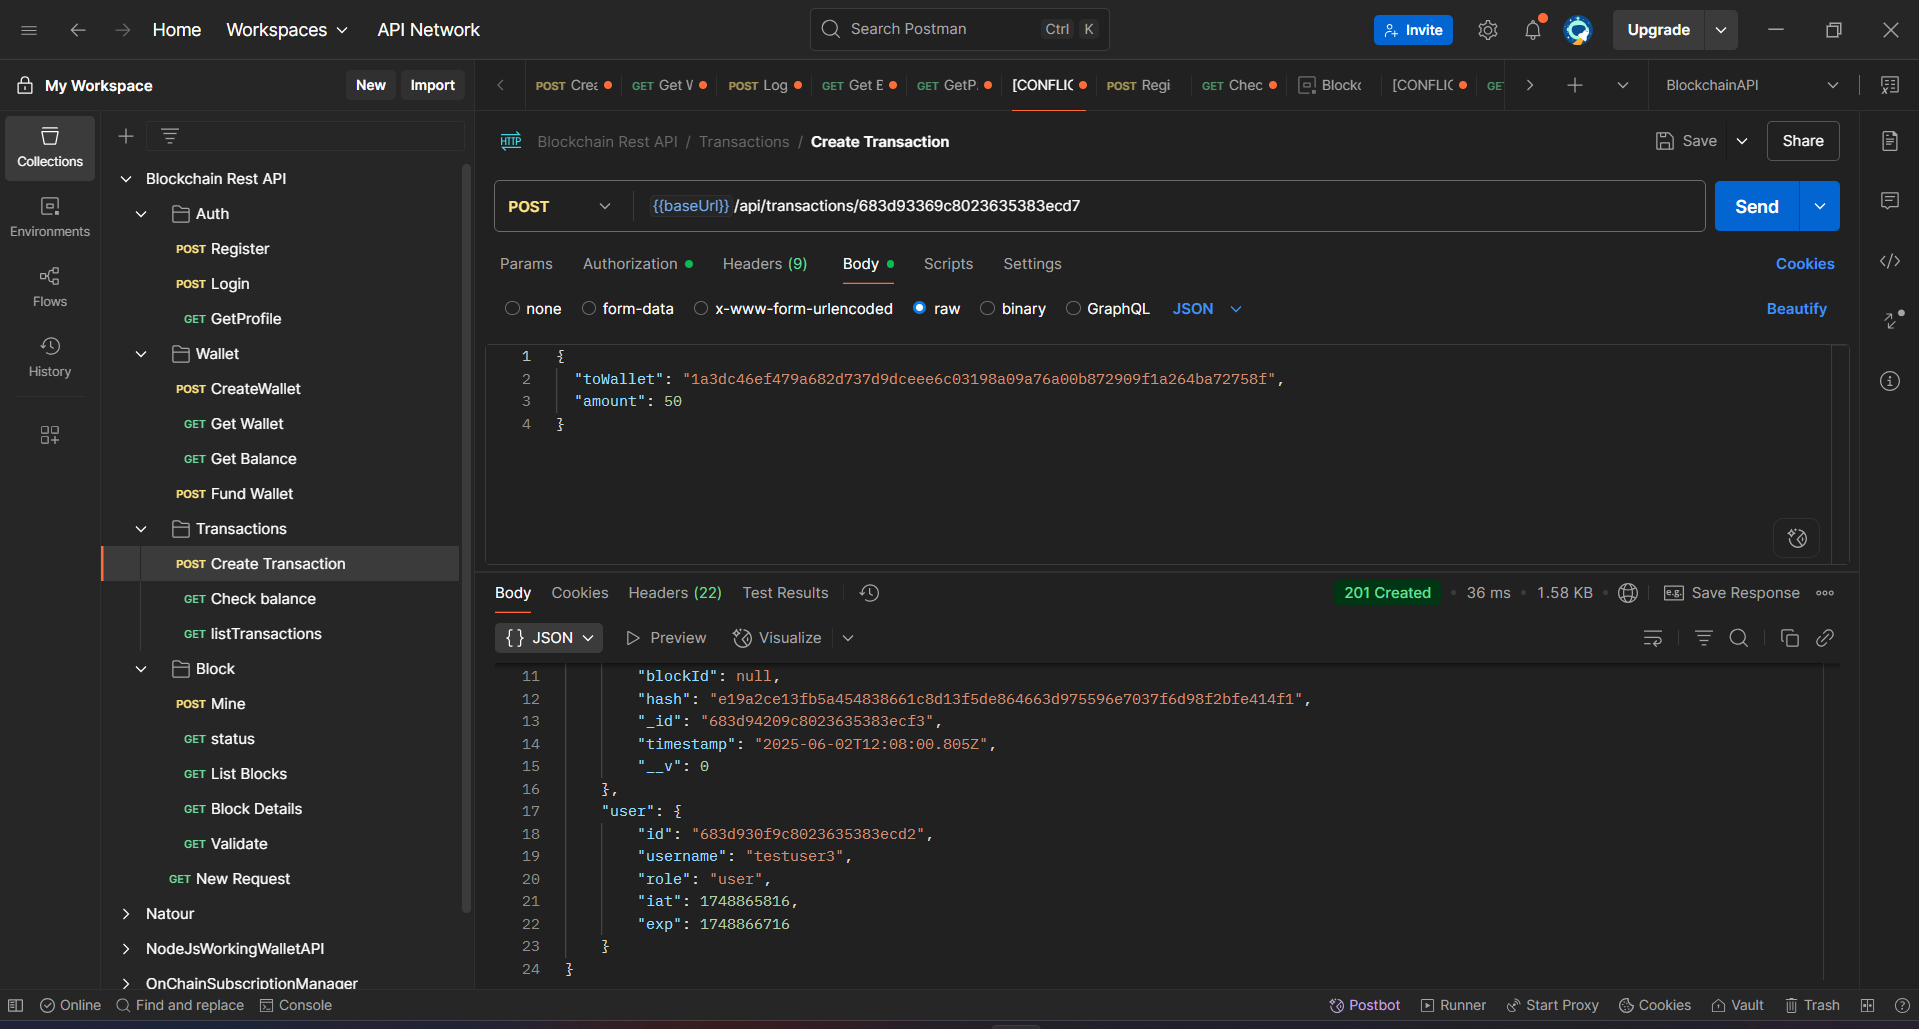 Home Workspaces API Network Search Postman Ctrl K Invite Upgrade
My Workspace New Import
POST Crea GET Get W POST Log GET Get B GET GetP. [CONFLIC POST Regi GET Chec Blockc [CONFLIC GE BlockchainAPI
Collections
Environments
Flows
History
Blockchain Rest API
Auth
POST Register
POST Login
GET GetProfile
Wallet
POST CreateWallet
GET Get Wallet
GET Get Balance
POST Fund Wallet
Transactions
POST Create Transaction
GET Check balance
GET listTransactions
Block
POST Mine
GET status
GET List Blocks
GET Block Details
GET Validate
GET New Request
Natour
NodeJsWorkingWalletAPI
OnChainSubscriptionManager
HTTP Blockchain Rest API / Transactions / Create Transaction Save Share
POST {{baseUrl}}/api/transactions/683d93369c8023635383ecd7 Send
Params Authorization Headers (9) Body Scripts Settings Cookies
none form-data x-www-form-urlencoded raw binary GraphQL JSON Beautify
1 {
2 "toWallet": "1a3dc46ef479a682d737d9dceee6c03198a09a76a00b872909f1a264ba72758f",
3 "amount": 50
4 }
Body Cookies Headers (22) Test Results 201 Created 36 ms 1.58 KB e.g. Save Response
{} JSON Preview Visualize
11 "blockId": null,
12 "hash": "e19a2ce13fb5a454838661c8d13f5de864663d975596e7037f6d98f2bfe414f1",
13 "_id": "683d94209c8023635383ecf3",
14 "timestamp": "2025-06-02T12:08:00.805Z",
15 "__v": 0
16 },
17 "user": {
18 "id": "683d930f9c8023635383ecd2",
19 "username": "testuser3",
20 "role": "user",
21 "iat": 1748865816,
22 "exp": 1748866716
23 }
24 }
Online Find and replace Console Postbot Runner Start Proxy Cookies Vault Trash